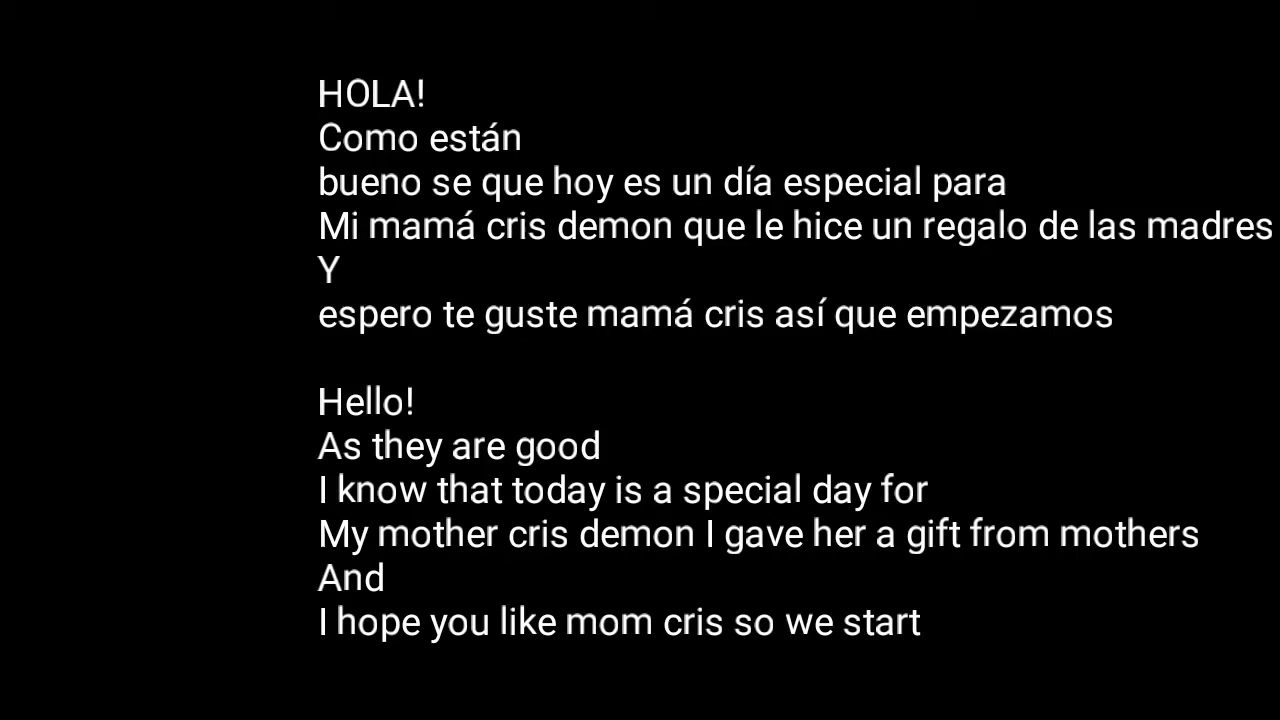 HOLA!
Como están
bueno se que hoy es un día especial para
Mi mamá cris demon que le hice un regalo de las madres
Y
espero te guste mamá cris así que empezamos
Hello!
As they are good
I know that today is a special day for
My mother cris demon I gave her a gift from mothers
And
I hope you like mom cris so we start